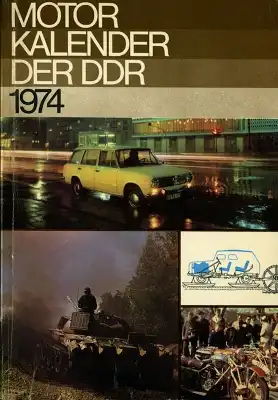 MOTOR
KALENDER
DER DDR
1974